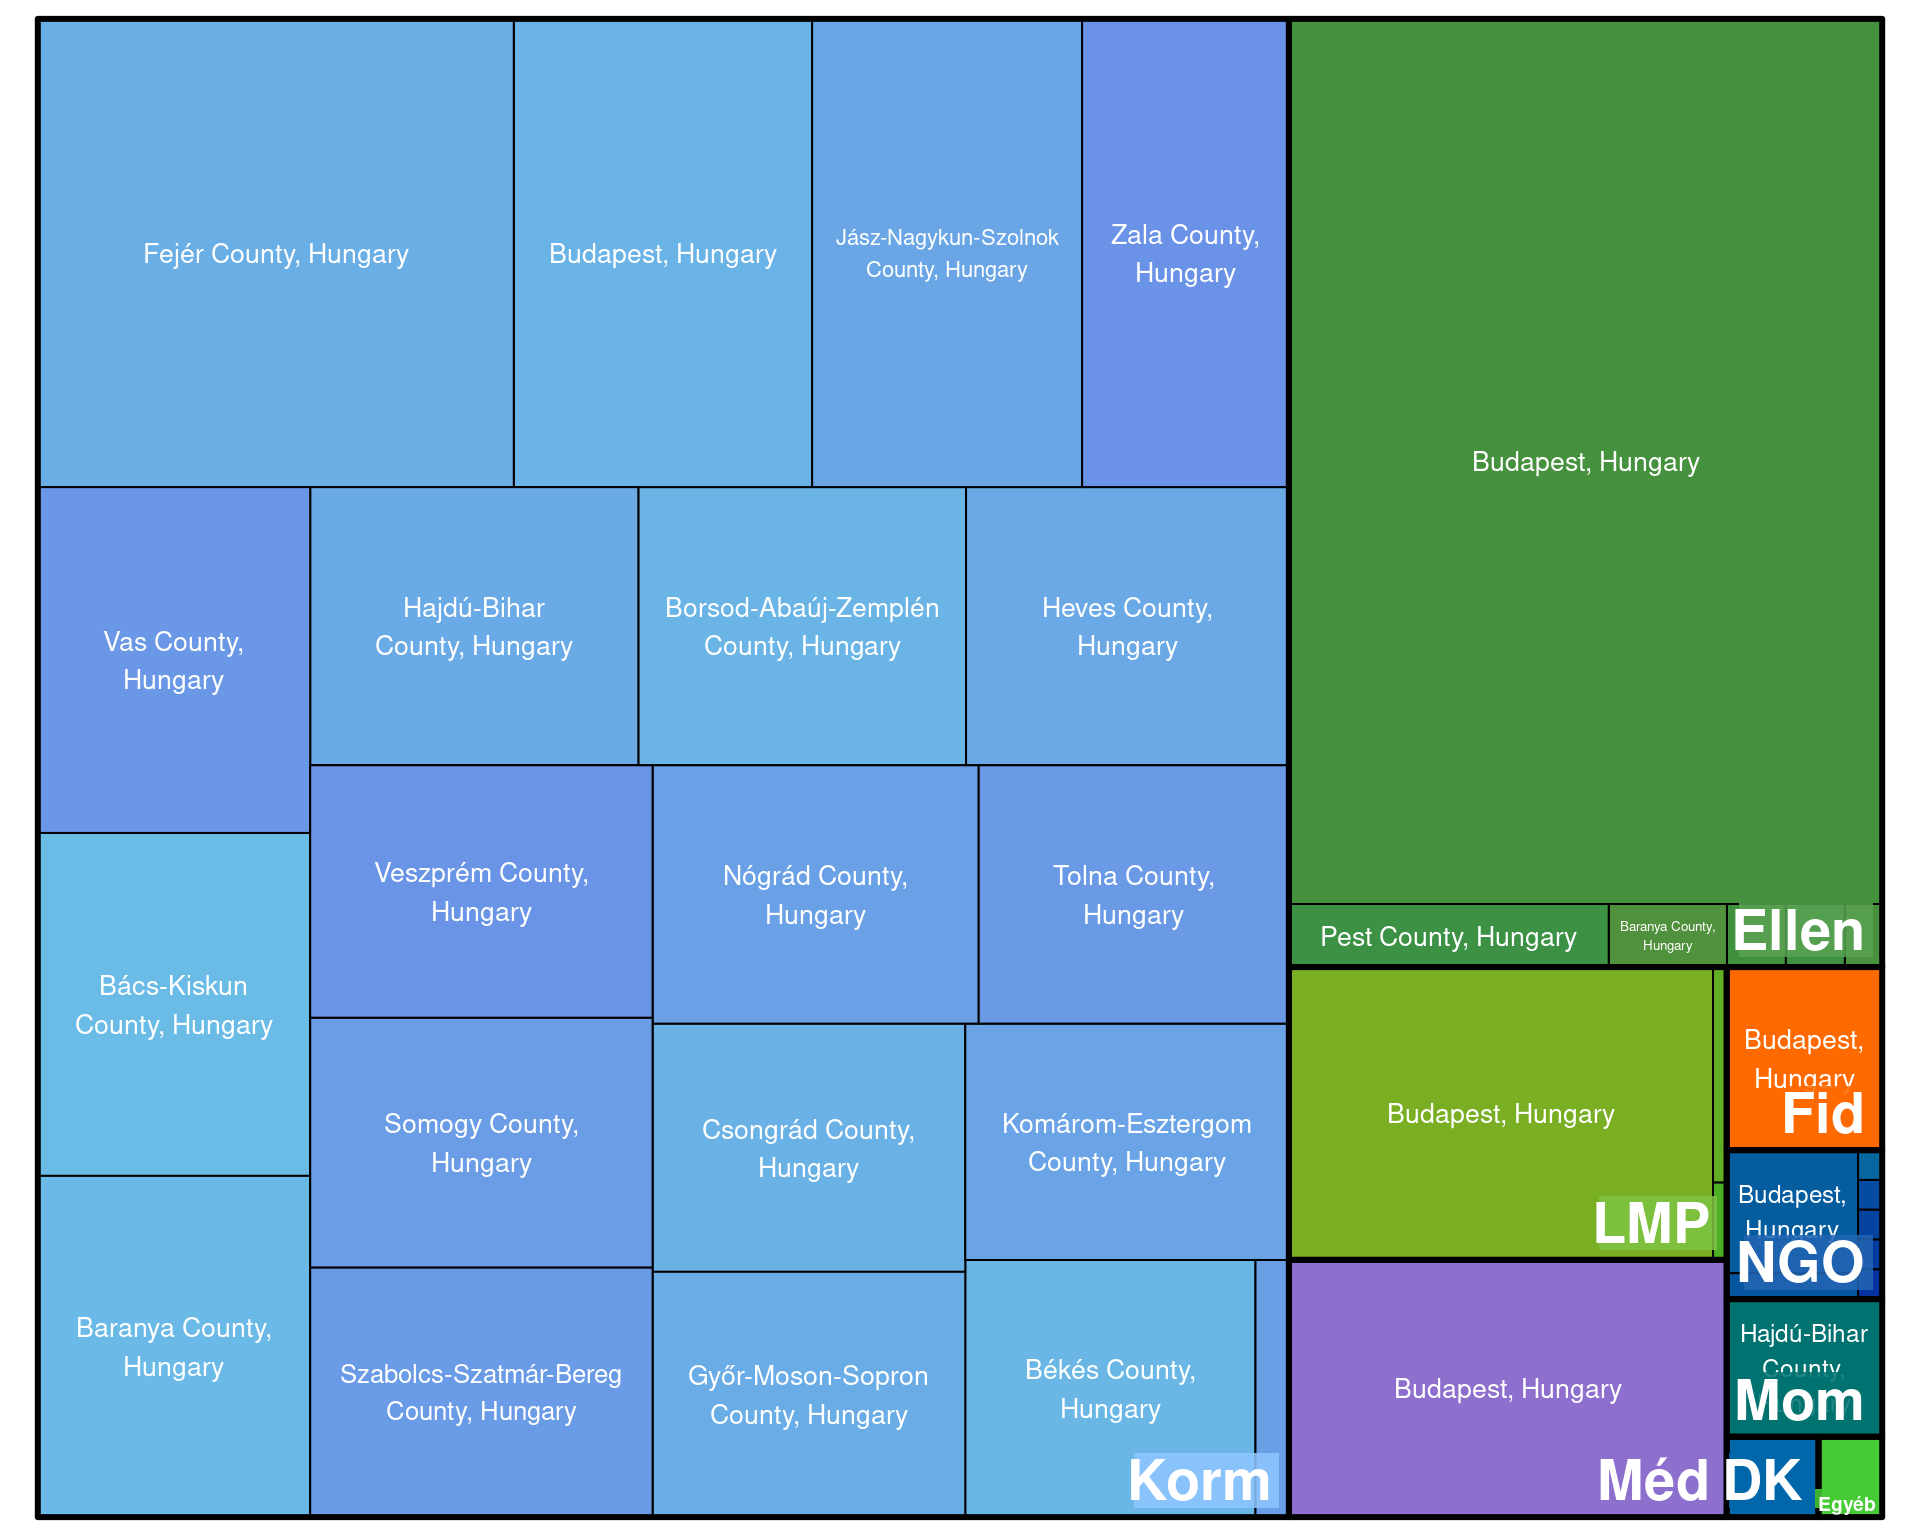 Fejér County, Hungary
Budapest, Hungary
Jász-Nagykun-Szolnok
County, Hungary
Zala County,
Hungary
Vas County,
Hungary
Hajdú-Bihar
County, Hungary
Borsod-Abaúj-Zemplén
County, Hungary
Heves County,
Hungary
Veszprém County,
Hungary
Nógrád County,
Hungary
Tolna County,
Hungary
Bács-Kiskun
County, Hungary
Somogy County,
Hungary
Csongrád County,
Hungary
Komárom-Esztergom
County, Hungary
Baranya County,
Hungary
Szabolcs-Szatmár-Bereg
County, Hungary
Győr-Moson-Sopron
County, Hungary
Békés County,
Hungary
Korm
Budapest, Hungary
Pest County, Hungary
Baranya County,
Hungary
Ellen
Budapest, Hungary
LMP
Budapest,
Hungary
Fid
Budapest,
Hungary
NGO
Hajdú-Bihar
County,
Mom
Budapest, Hungary
Méd
DK
Egyéb